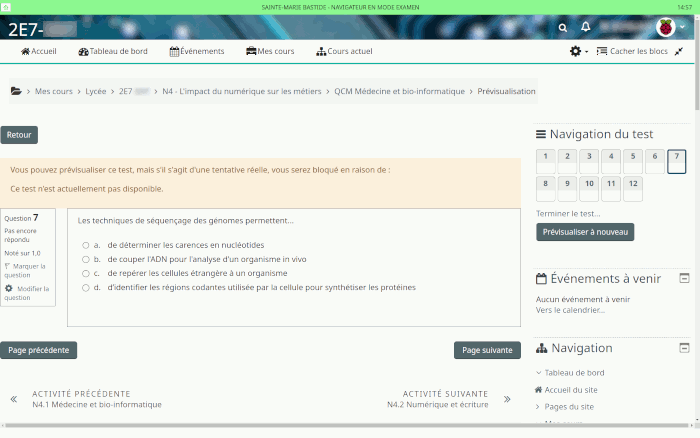 SAINTE-MARIE BASTIDE - NAVIGATEUR EN MODE EXAMEN
14:57
2E7-
Accueil
Tableau de bord
Événements
Mes cours
Cours actuel
Cacher les blocs
> Mes cours > Lycée > 2E7 > N4 - L'impact du numérique sur les métiers > QCM Médecine et bio-informatique > Prévisualisation
Retour
Vous pouvez prévisualiser ce test, mais s'il s'agit d'une tentative réelle, vous serez bloqué en raison de :
Ce test n'est actuellement pas disponible.
Question 7
Pas encore
répondu
Noté sur 1,0
Marquer la
question
Modifier la
question
Les techniques de séquençage des génomes permettent...
a. de déterminer les carences en nucléotides
b. de couper l'ADN pour l'analyse d'un organisme in vivo
c. de repérer les cellules étrangère à un organisme
d. d'identifier les régions codantes utilisée par la cellule pour synthétiser les protéines
Page précédente
Page suivante
ACTIVITÉ PRÉCÉDENTE
N4.1 Médecine et bio-informatique
ACTIVITÉ SUIVANTE
N4.2 Numérique et écriture
Navigation du test
1 2 3 4 5 6 7
8 9 10 11 12
Terminer le test...
Prévisualiser à nouveau
Événements à venir
Aucun événement à venir
Vers le calendrier...
Navigation
Tableau de bord
Accueil du site
Pages du site